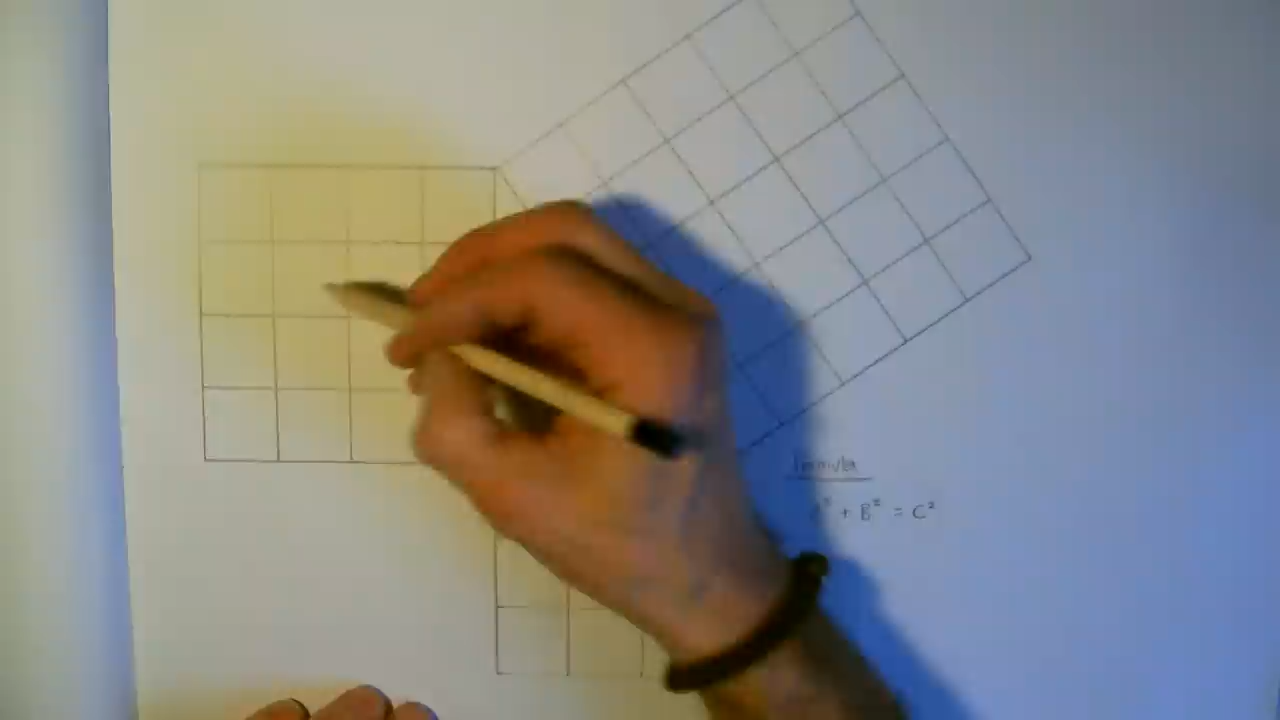 Formula
A² + B² = C²